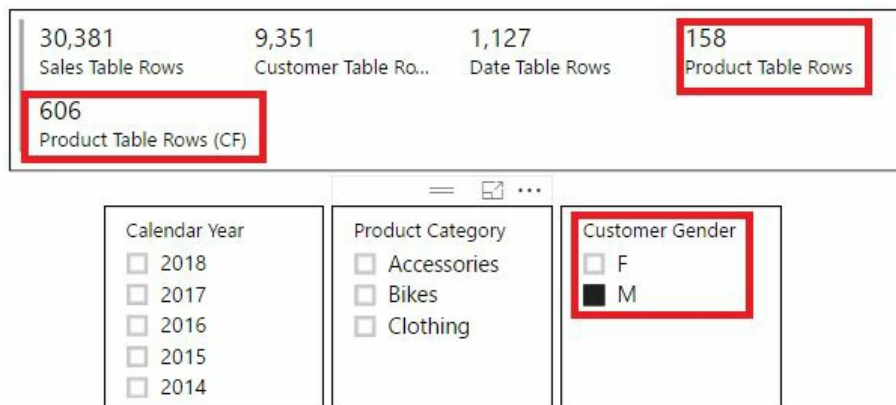 30,381 9,351 1,127 158
Sales Table Rows Customer Table Ro... Date Table Rows Product Table Rows
606
Product Table Rows (CF)
Calendar Year Product Category Customer Gender
2018 Accessories F
2017 Bikes M
2016 Clothing
2015
2014